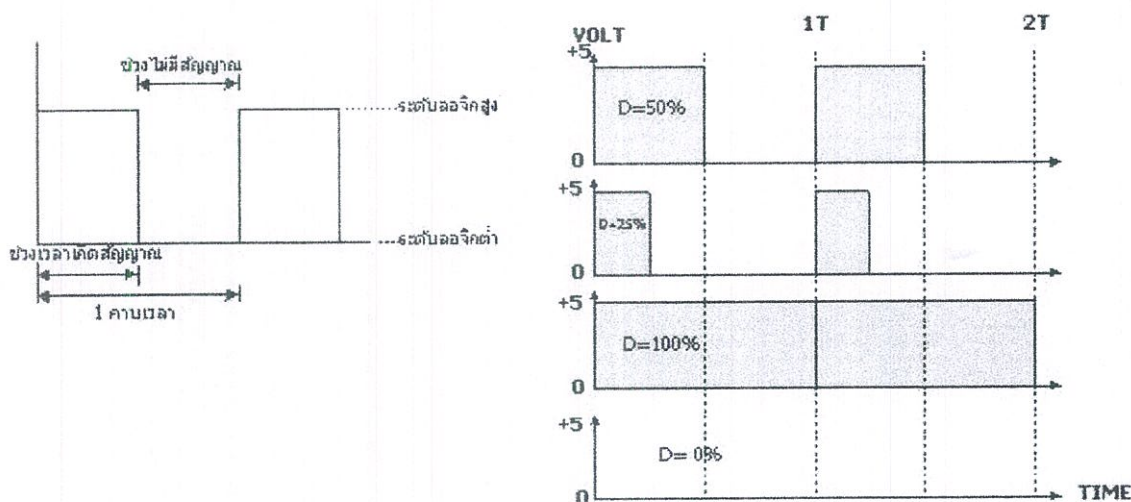 ช่วงไม่มีสัญญาณ
ระดับลอจิกสูง
ระดับลอจิกต่ำ
ช่วงเวลาเกิดสัญญาณ
1 คาบเวลา
VOLT
1T
2T
+5
D=50%
0
+5
D=25%
0
+5
D=100%
0
+5
D= 0%
0
TIME